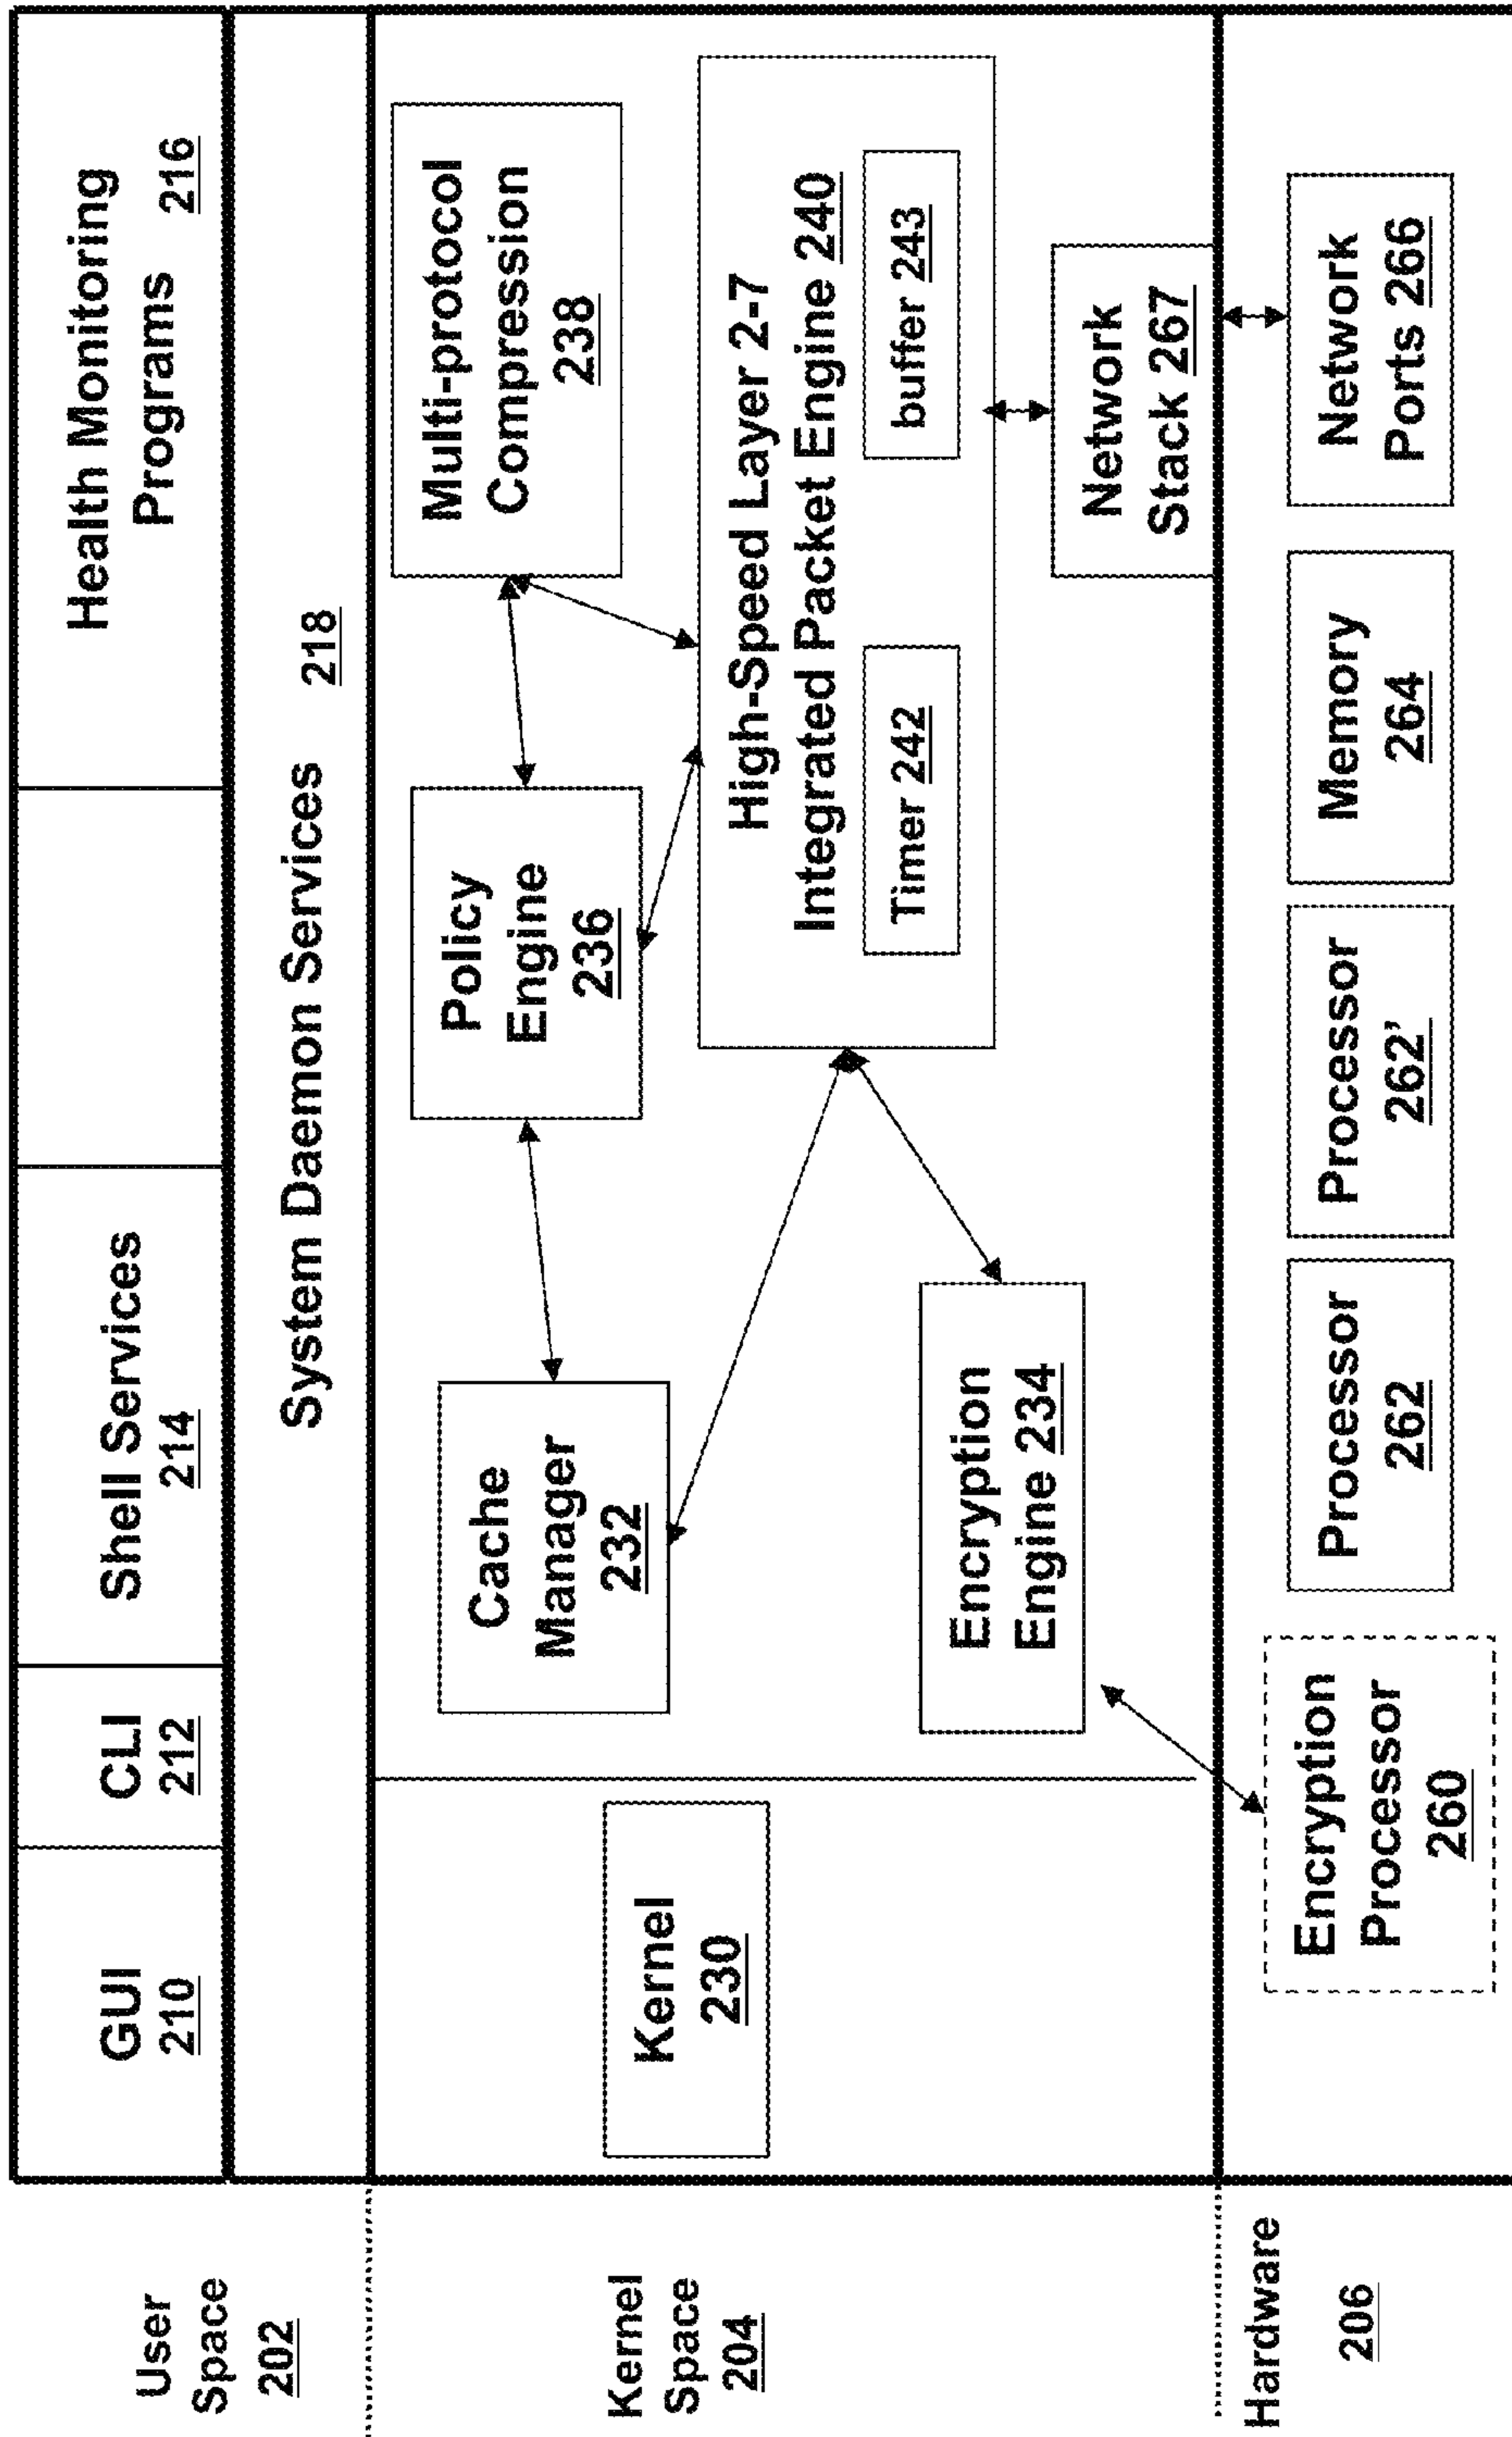 User
Space
202
GUI
210
CLI
212
Shell Services
214
Health Monitoring
Programs 216
System Daemon Services 218
Kernel
Space
204
Kernel
230
Cache
Manager
232
Policy
Engine
236
Multi-protocol
Compression
238
High-Speed Layer 2-7
Integrated Packet Engine 240
Timer 242
buffer 243
Encryption
Engine 234
Network
Stack 267
Hardware
206
Encryption
Processor
260
Processor
262
Processor
262’
Memory
264
Network
Ports 266